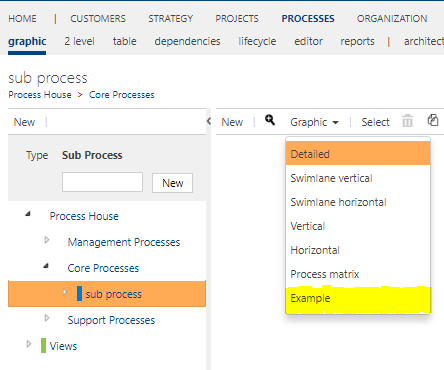 HOME | CUSTOMERS STRATEGY PROJECTS PROCESSES ORGANIZATION
graphic 2 level table dependencies lifecycle editor reports | architect
sub process
Process House > Core Processes
New
Type Sub Process
New
Process House
Management Processes
Core Processes
sub process
Support Processes
Views
New Graphic Select
Detailed
Swimlane vertical
Swimlane horizontal
Vertical
Horizontal
Process matrix
Example